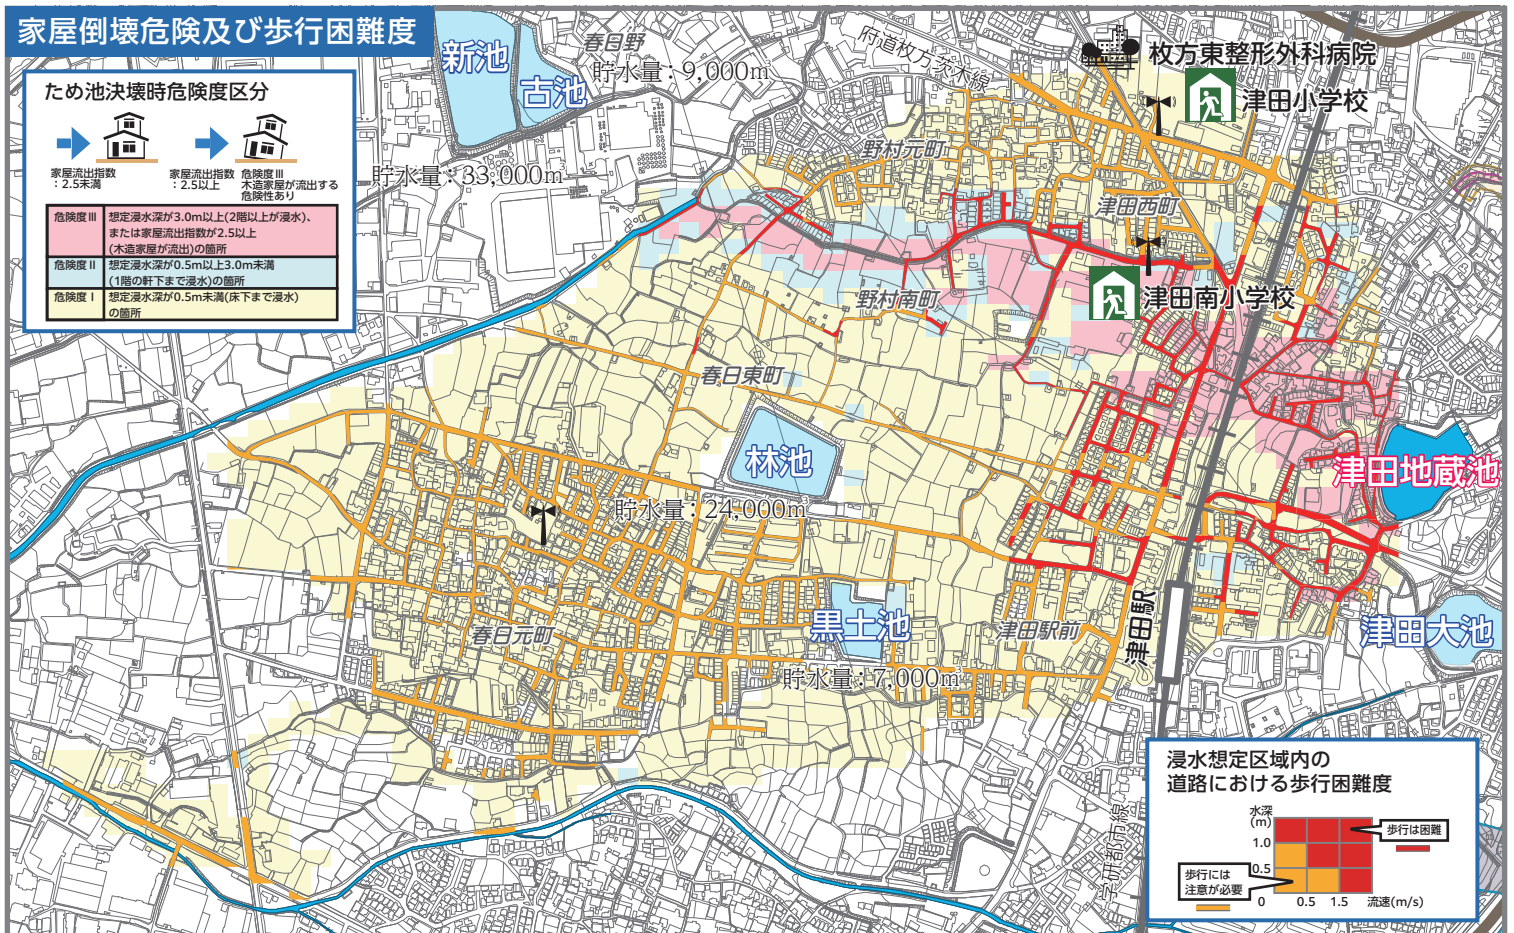 家屋倒壊危険及び歩行困難度
ため池決壊時危険度区分
家屋流出指数
：2.5未満
家屋流出指数
：2.5以上
危険度Ⅲ
木造家屋が流出する
危険性あり
危険度Ⅲ
想定浸水深が3.0m以上(2階以上が浸水)、
または家屋流出指数が2.5以上
(木造家屋が流出)の箇所
危険度Ⅱ
想定浸水深が0.5m以上3.0m未満
(1階の軒下まで浸水)の箇所
危険度Ⅰ
想定浸水深が0.5m未満(床下まで浸水)
の箇所
新池
古池
春日野
貯水量：9,000m³
貯水量：33,000m³
府道枚方茨木線
枚方東整形外科病院
津田小学校
野村元町
津田西町
野村南町
津田南小学校
春日東町
林池
貯水量：24,000m³
津田地蔵池
春日元町
黒土池
貯水量：7,000m³
津田駅前
津田駅
津田大池
学研都市線
浸水想定区域内の
道路における歩行困難度
水深
(m)
1.0
0.5
0
0.5
1.5
流速(m/s)
歩行は困難
歩行には
注意が必要